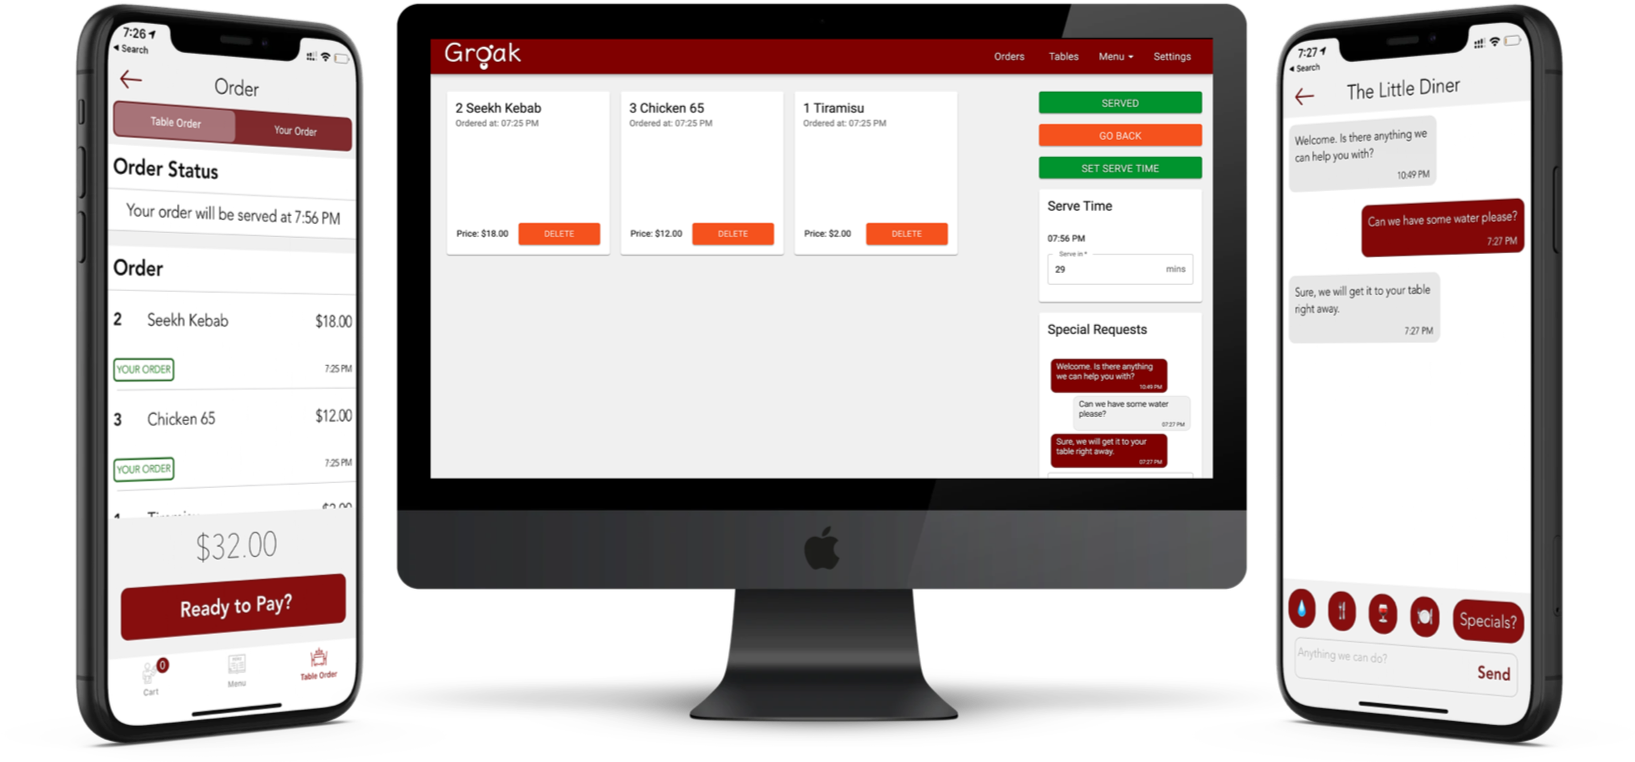 7:26
Search
Order
Table Order
Your Order
Order Status
Your order will be served at 7:56 PM
Order
2 Seekh Kebab $18.00
YOUR ORDER 7:25 PM
3 Chicken 65 $12.00
YOUR ORDER 7:25 PM
$32.00
Ready to Pay?
0
Cart
Menu
Table Order
Groak
Orders Tables Menu Settings
2 Seekh Kebab
Ordered at: 07:25 PM
Price: $18.00 DELETE
3 Chicken 65
Ordered at: 07:25 PM
Price: $12.00 DELETE
1 Tiramisu
Ordered at: 07:25 PM
Price: $2.00 DELETE
SERVED
GO BACK
SET SERVE TIME
Serve Time
07:56 PM
Serve in *
29 mins
Special Requests
Welcome. Is there anything
we can help you with?
10:49 PM
Can we have some water
please?
07:27 PM
Sure, we will get it to your
table right away.
07:27 PM
7:27
Search
The Little Diner
Welcome. Is there anything we
can help you with?
10:49 PM
Can we have some water please?
7:27 PM
Sure, we will get it to your table
right away.
7:27 PM
Specials?
Anything we can do?
Send